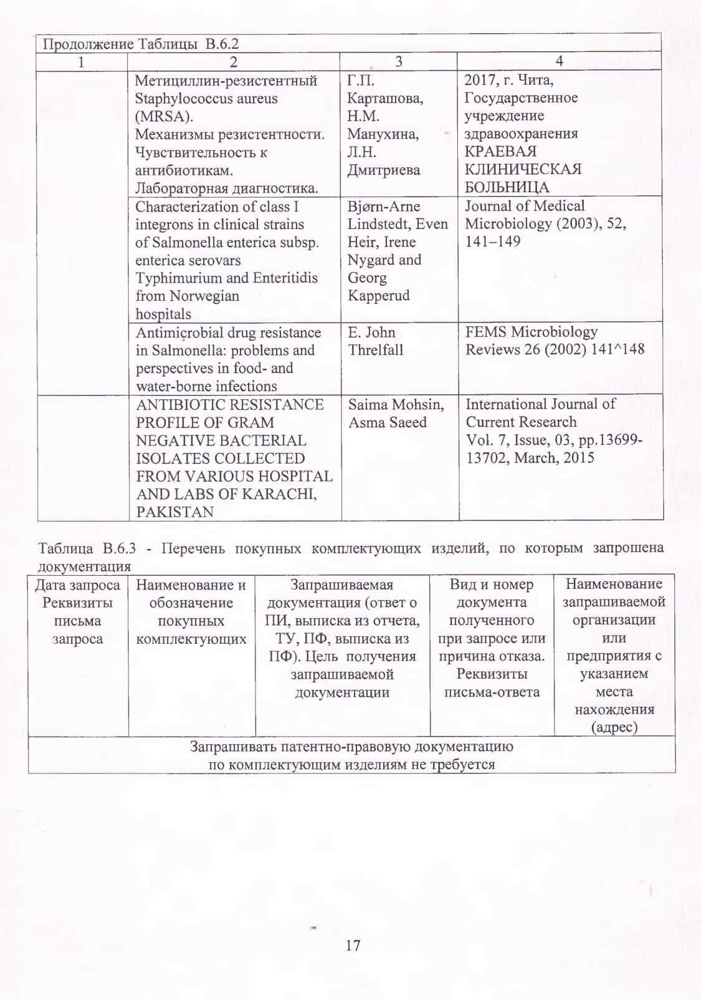 Продолжение Таблицы В.6.2
1 2 3 4
Метициллин-резистентный
Staphylococcus aureus
(MRSA).
Механизмы резистентности.
Чувствительность к
антибиотикам.
Лабораторная диагностика.
Г.П.
Карташова,
Н.М.
Манухина,
Л.Н.
Дмитриева
2017, г. Чита,
Государственное
учреждение
здравоохранения
КРАЕВАЯ
КЛИНИЧЕСКАЯ
БОЛЬНИЦА
Characterization of class I
integrons in clinical strains
of Salmonella enterica subsp.
enterica serovars
Typhimurium and Enteritidis
from Norwegian
hospitals
Bjørn-Arne
Lindstedt, Even
Heir, Irene
Nygard and
Georg
Kapperud
Journal of Medical
Microbiology (2003), 52,
141–149
Antimicrobial drug resistance
in Salmonella: problems and
perspectives in food- and
water-borne infections
E. John
Threlfall
FEMS Microbiology
Reviews 26 (2002) 141^148
ANTIBIOTIC RESISTANCE
PROFILE OF GRAM
NEGATIVE BACTERIAL
ISOLATES COLLECTED
FROM VARIOUS HOSPITAL
AND LABS OF KARACHI,
PAKISTAN
Saima Mohsin,
Asma Saeed
International Journal of
Current Research
Vol. 7, Issue, 03, pp.13699-
13702, March, 2015
Таблица В.6.3 - Перечень покупных комплектующих изделий, по которым запрошена
документация
Дата запроса
Реквизиты
письма
запроса
Наименование и
обозначение
покупных
комплектующих
Запрашиваемая
документация (ответ о
ПИ, выписка из отчета,
ТУ, ПФ, выписка из
ПФ). Цель получения
запрашиваемой
документации
Вид и номер
документа
полученного
при запросе или
причина отказа.
Реквизиты
письма-ответа
Наименование
запрашиваемой
организации
или
предприятия с
указанием
места
нахождения
(адрес)
Запрашивать патентно-правовую документацию
по комплектующим изделиям не требуется
17